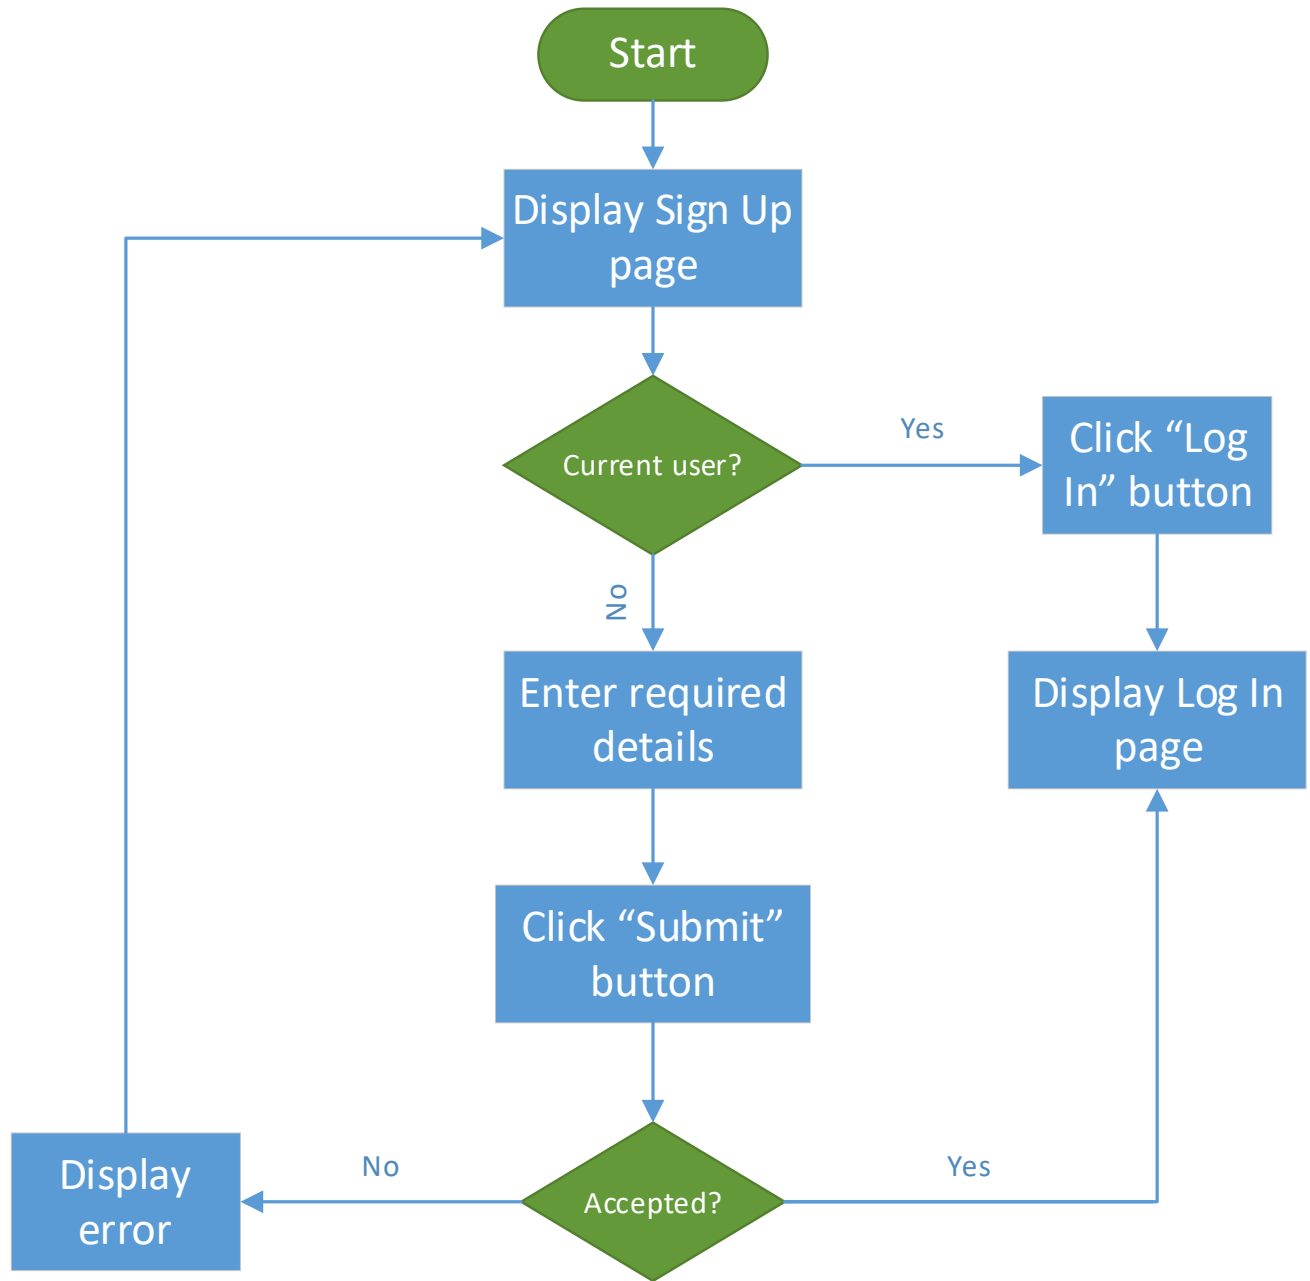 Start
Display Sign Up
page
Current user?
Yes
Click “Log
In” button
No
Enter required
details
Display Log In
page
Click “Submit”
button
Display
error
No
Accepted?
Yes